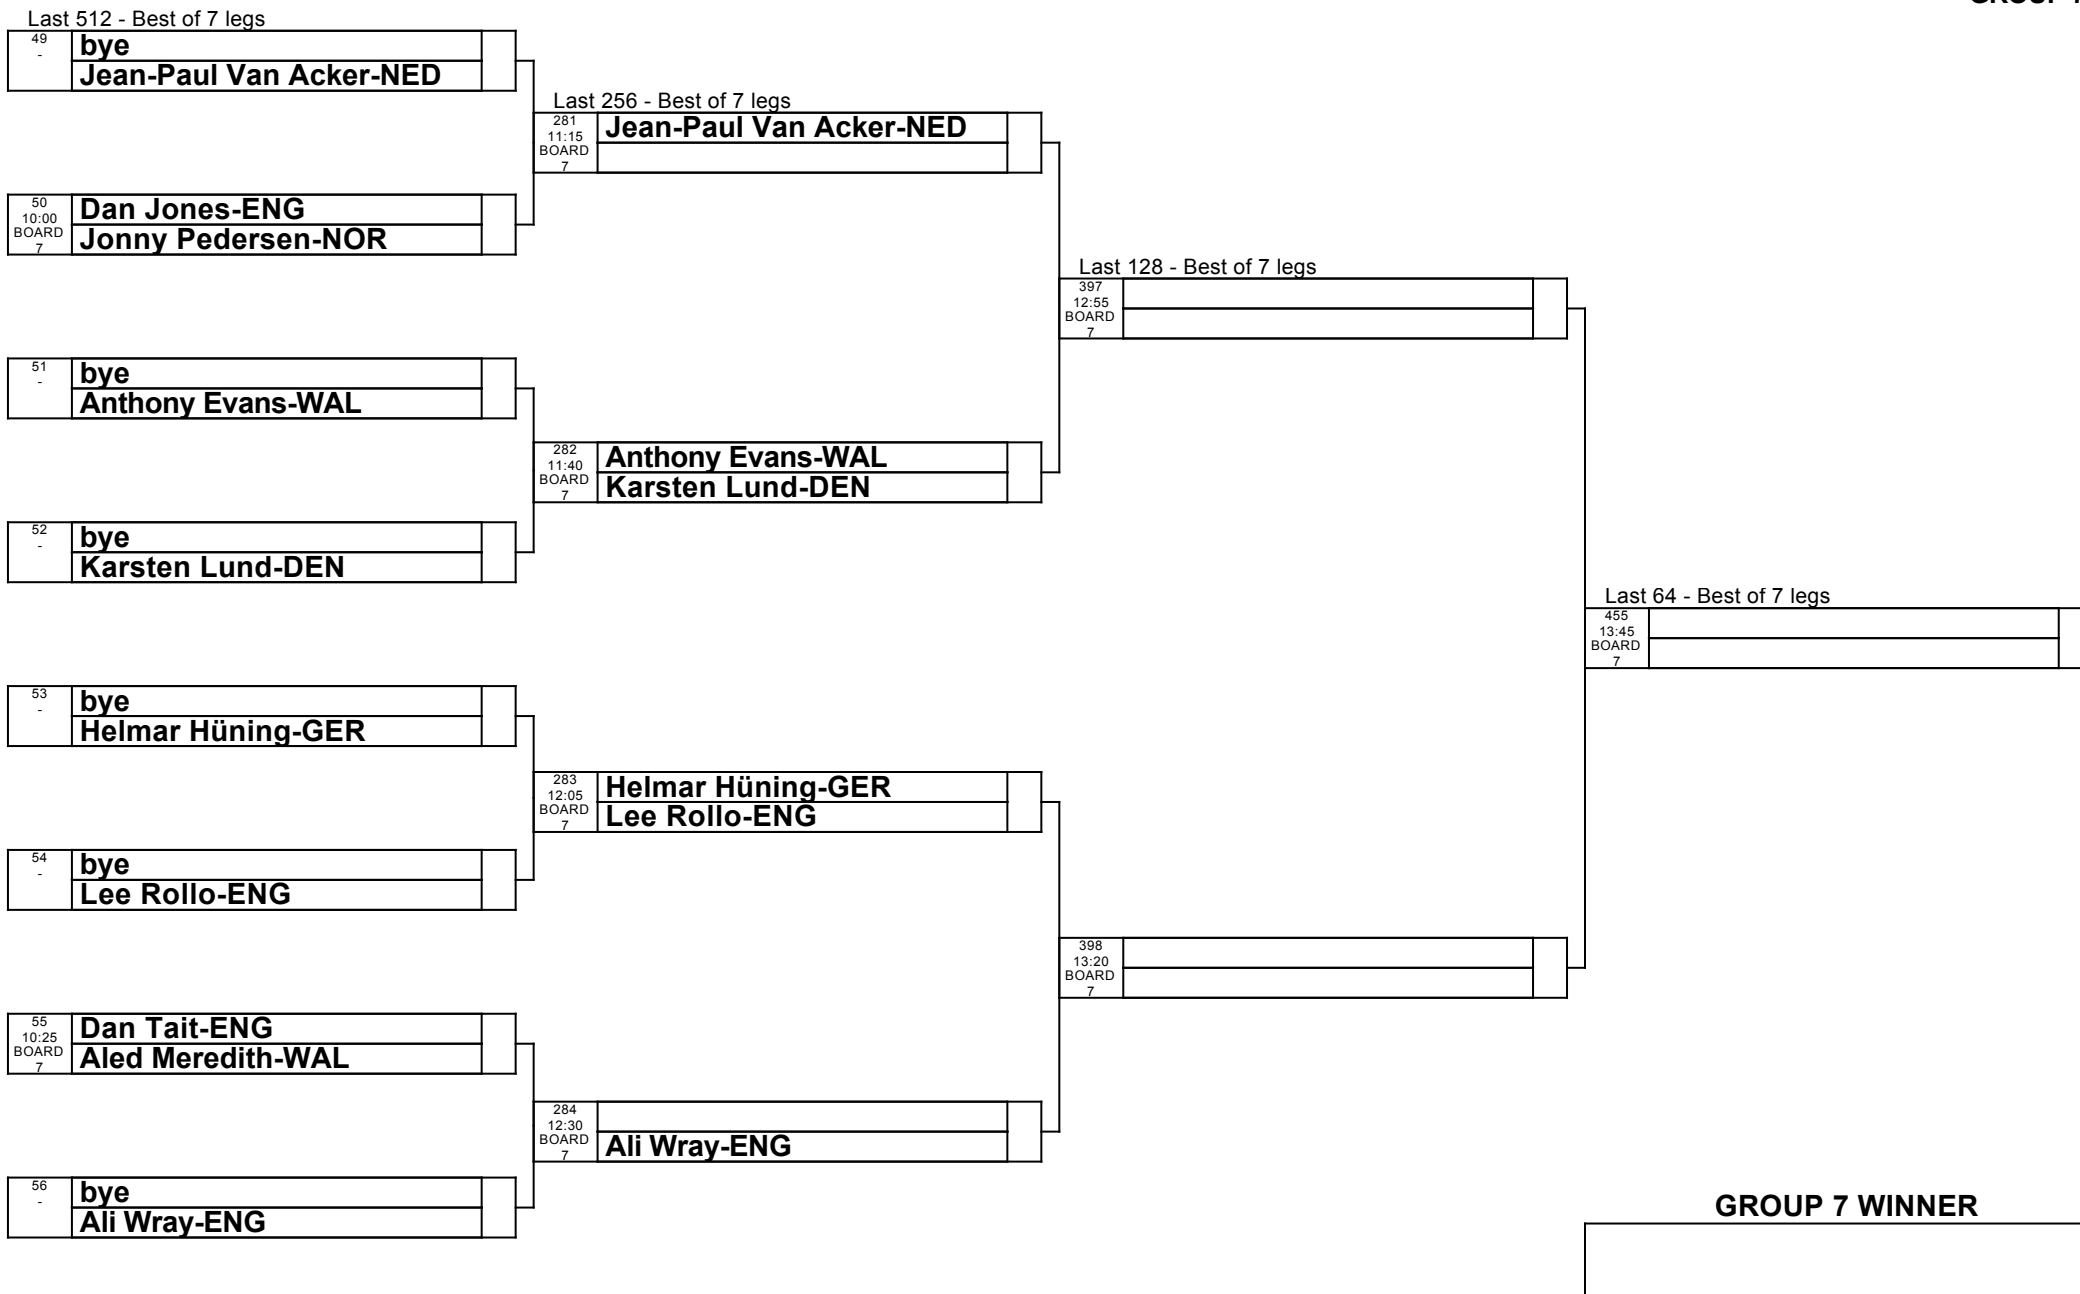 GROUP 7
Last 512 - Best of 7 legs
49
-
bye
Jean-Paul Van Acker-NED
Last 256 - Best of 7 legs
281
11:15
BOARD
7
Jean-Paul Van Acker-NED
50
10:00
BOARD
7
Dan Jones-ENG
Jonny Pedersen-NOR
Last 128 - Best of 7 legs
397
12:55
BOARD
7
51
-
bye
Anthony Evans-WAL
282
11:40
BOARD
7
Anthony Evans-WAL
Karsten Lund-DEN
52
-
bye
Karsten Lund-DEN
Last 64 - Best of 7 legs
455
13:45
BOARD
7
53
-
bye
Helmar Hüning-GER
283
12:05
BOARD
7
Helmar Hüning-GER
Lee Rollo-ENG
54
-
bye
Lee Rollo-ENG
398
13:20
BOARD
7
55
10:25
BOARD
7
Dan Tait-ENG
Aled Meredith-WAL
284
12:30
BOARD
7
Ali Wray-ENG
56
-
bye
Ali Wray-ENG
GROUP 7 WINNER